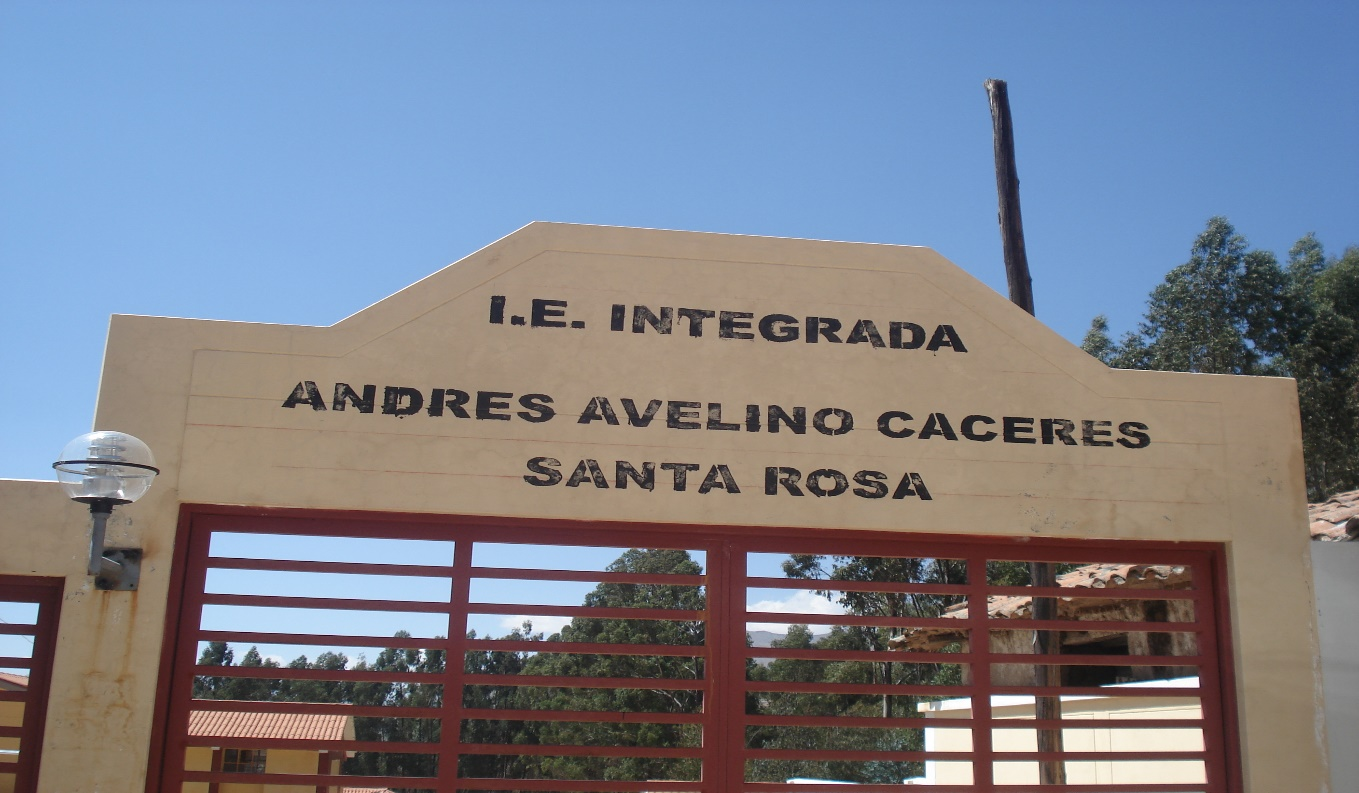 I.E. INTEGRADA
ANDRES AVELINO CACERES
SANTA ROSA